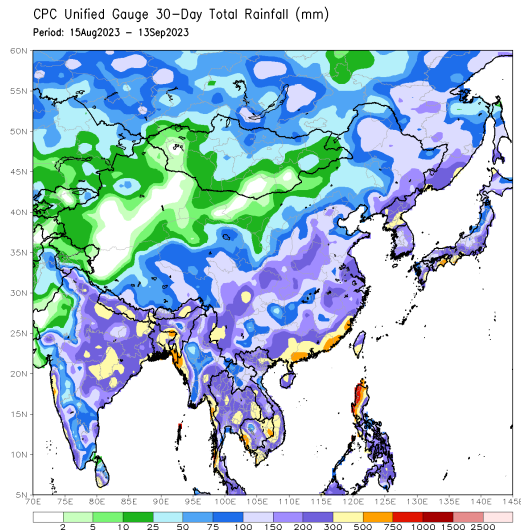 CPC Unified Gauge 30-Day Total Rainfall (mm)
Period: 15Aug2023 - 13Sep2023
60N
55N
50N
45N
40N
35N
30N
25N
20N
15N
10N
5N
70E 75E 80E 85E 90E 95E 100E 105E 110E 115E 120E 125E 130E 135E 140E 145E
2 5 10 25 50 75 100 150 200 300 500 750 1000 1500 2500